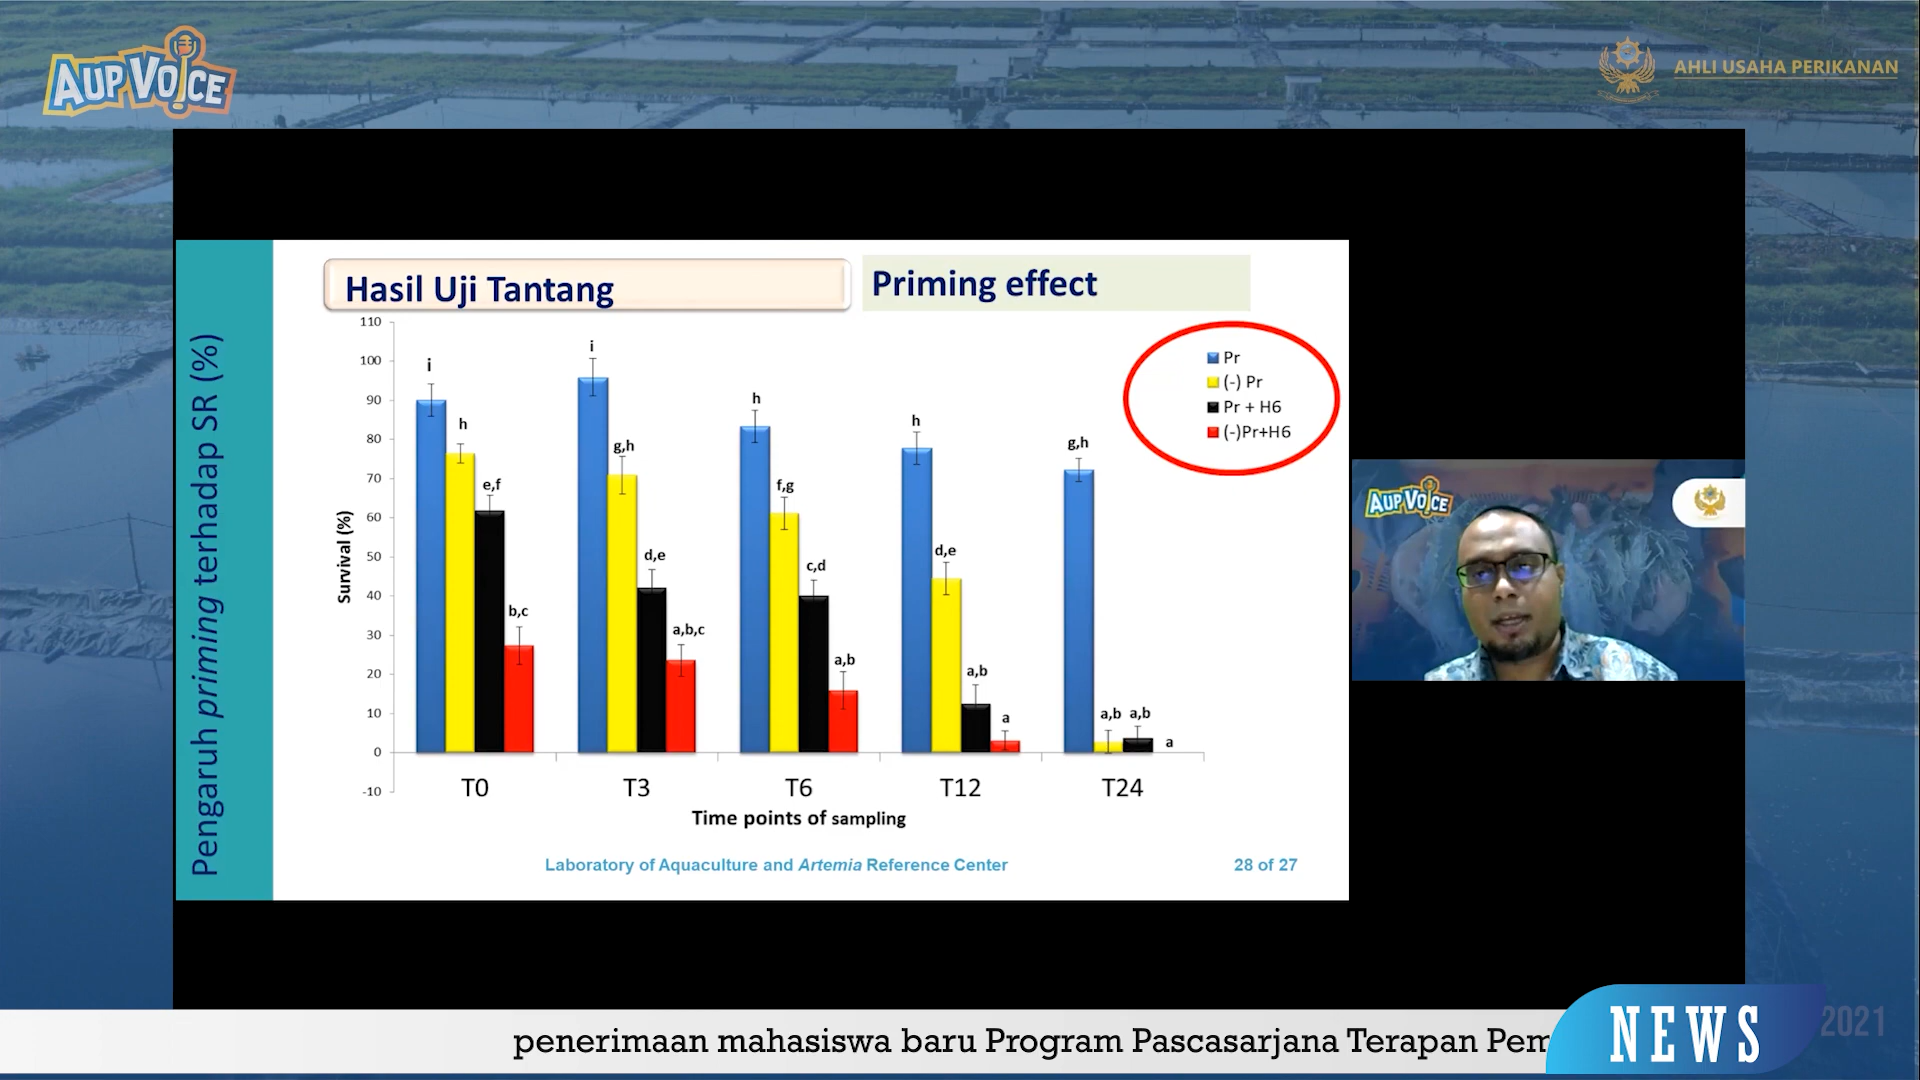 AUP VOICE
AHLI USAHA PERIKANAN
Pengaruh priming terhadap SR (%)
Hasil Uji Tantang
Priming effect
110
100
90
80
70
60
50
40
30
20
10
0
-10
Survival (%)
i
h
e,f
b,c
i
g,h
d,e
a,b,c
h
f,g
c,d
a,b
h
d,e
a,b
a
g,h
a,b
a,b
a
Pr
(-) Pr
Pr + H6
(-)Pr+H6
T0
T3
T6
T12
T24
Time points of sampling
Laboratory of Aquaculture and Artemia Reference Center
28 of 27
AUP VOICE
penerimaan mahasiswa baru Program Pascasarjana Terapan Pem
NEWS
2021